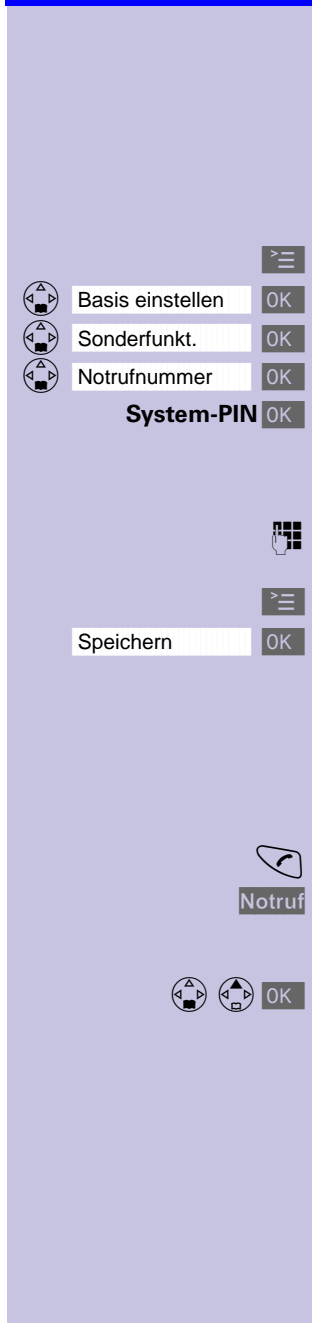 Basis einstellen OK
Sonderfunkt. OK
Notrufnummer OK
System-PIN OK
Speichern OK
Notruf
OK